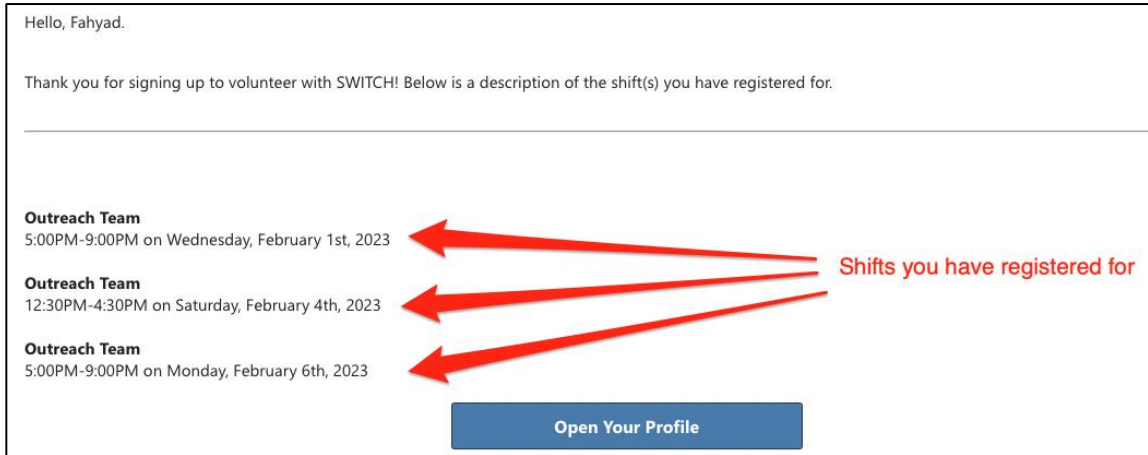 Hello, Fahyad.
Thank you for signing up to volunteer with SWITCH! Below is a description of the shift(s) you have registered for.
Outreach Team
5:00PM-9:00PM on Wednesday, February 1st, 2023
Shifts you have registered for
Outreach Team
12:30PM-4:30PM on Saturday, February 4th, 2023
Outreach Team
5:00PM-9:00PM on Monday, February 6th, 2023
Open Your Profile